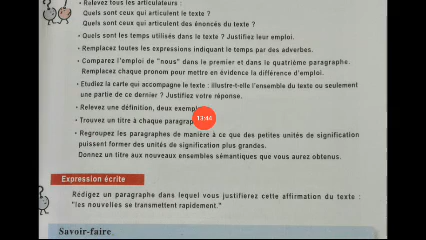 • Relevez tous les articulateurs :
Quels sont ceux qui articulent le texte ?
Quels sont ceux qui articulent des énoncés du texte ?
• Quels sont les temps utilisés dans le texte ? Justifiez leur emploi.
• Remplacez toutes les expressions indiquant le temps par des adverbes.
• Comparez l'emploi de "nous" dans le premier et dans le quatrième paragraphe.
Remplacez chaque pronom pour mettre en évidence la différence d'emploi.
• Etudiez la carte qui accompagne le texte : illustre-t-elle l'ensemble du texte ou seulement
une partie de ce dernier ? Justifiez votre réponse.
• Relevez une définition, deux
• Trouvez un titre à chaque
13:44
• Regroupez les paragraphes de manière à ce que des petites unités de signification
puissent former des unités de signification plus grandes.
Donnez un titre aux nouveaux ensembles sémantiques que vous aurez obtenus.
Expression écrite
Rédigez un paragraphe dans lequel vous justifierez cette affirmation du texte :
"les nouvelles se transmettent rapidement."
Savoir-faire